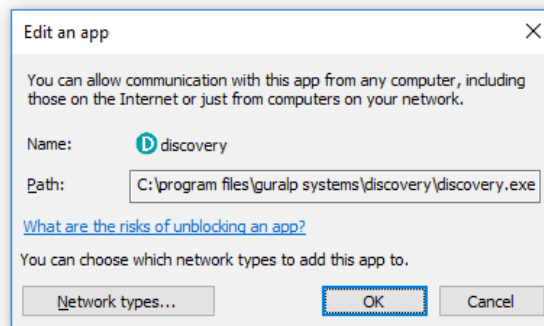 Edit an app
You can allow communication with this app from any computer, including
those on the Internet or just from computers on your network.
Name: discovery
Path: C:\program files\guralp systems\discovery\discovery.exe
What are the risks of unblocking an app?
You can choose which network types to add this app to.
Network types... OK Cancel